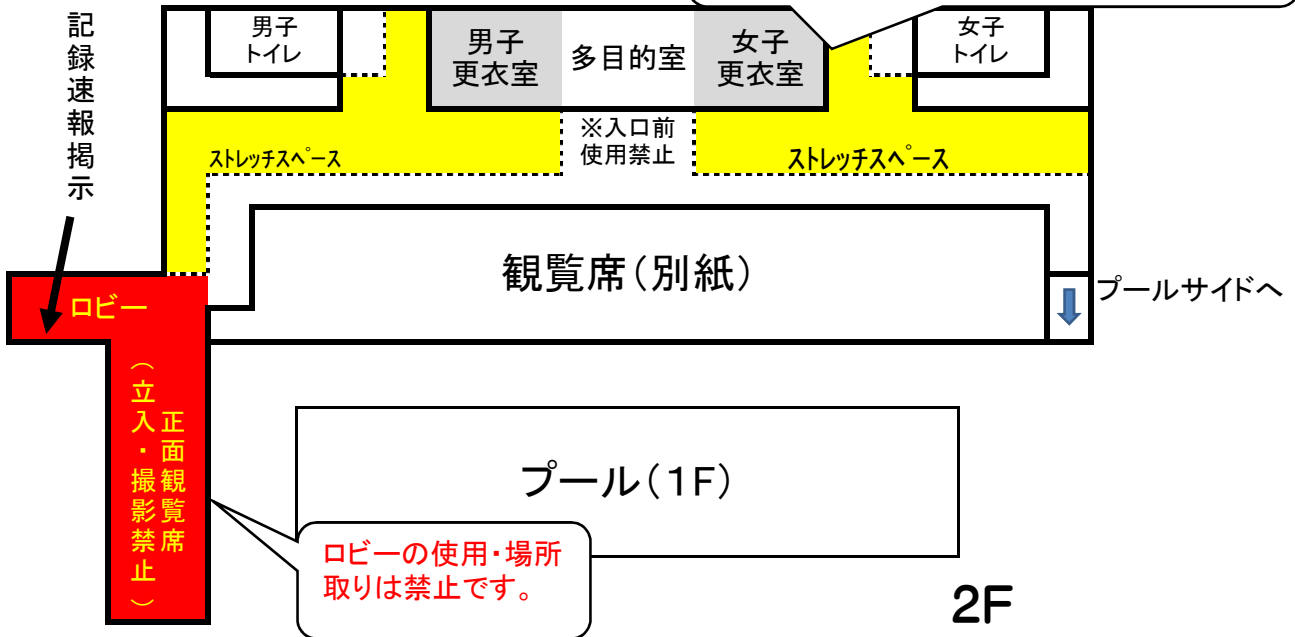 記録速報掲示
男子
トイレ
男子
更衣室
多目的室
女子
更衣室
女子
トイレ
※入口前
使用禁止
ストレッチスペース
ストレッチスペース
観覧席(別紙)
プールサイドへ
ロビー
正面観覧席
(立入・撮影禁止)
プール(1F)
ロビーの使用・場所
取りは禁止です。
2F